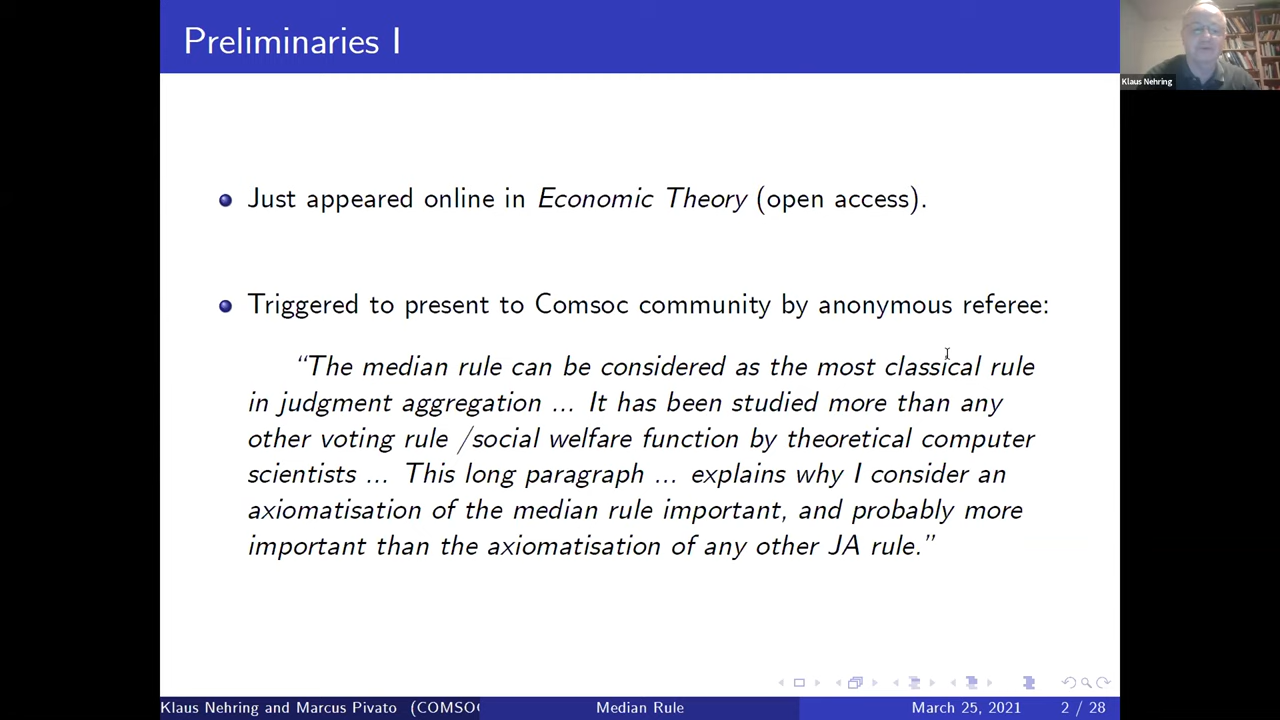 Preliminaries I
Klaus Nehring
Just appeared online in Economic Theory (open access).
Triggered to present to Comsoc community by anonymous referee:
“The median rule can be considered as the most classical rule
in judgment aggregation ... It has been studied more than any
other voting rule /social welfare function by theoretical computer
scientists ... This long paragraph ... explains why I consider an
axiomatisation of the median rule important, and probably more
important than the axiomatisation of any other JA rule.”
Klaus Nehring and Marcus Pivato (COMSOC
Median Rule
March 25, 2021
2 / 28